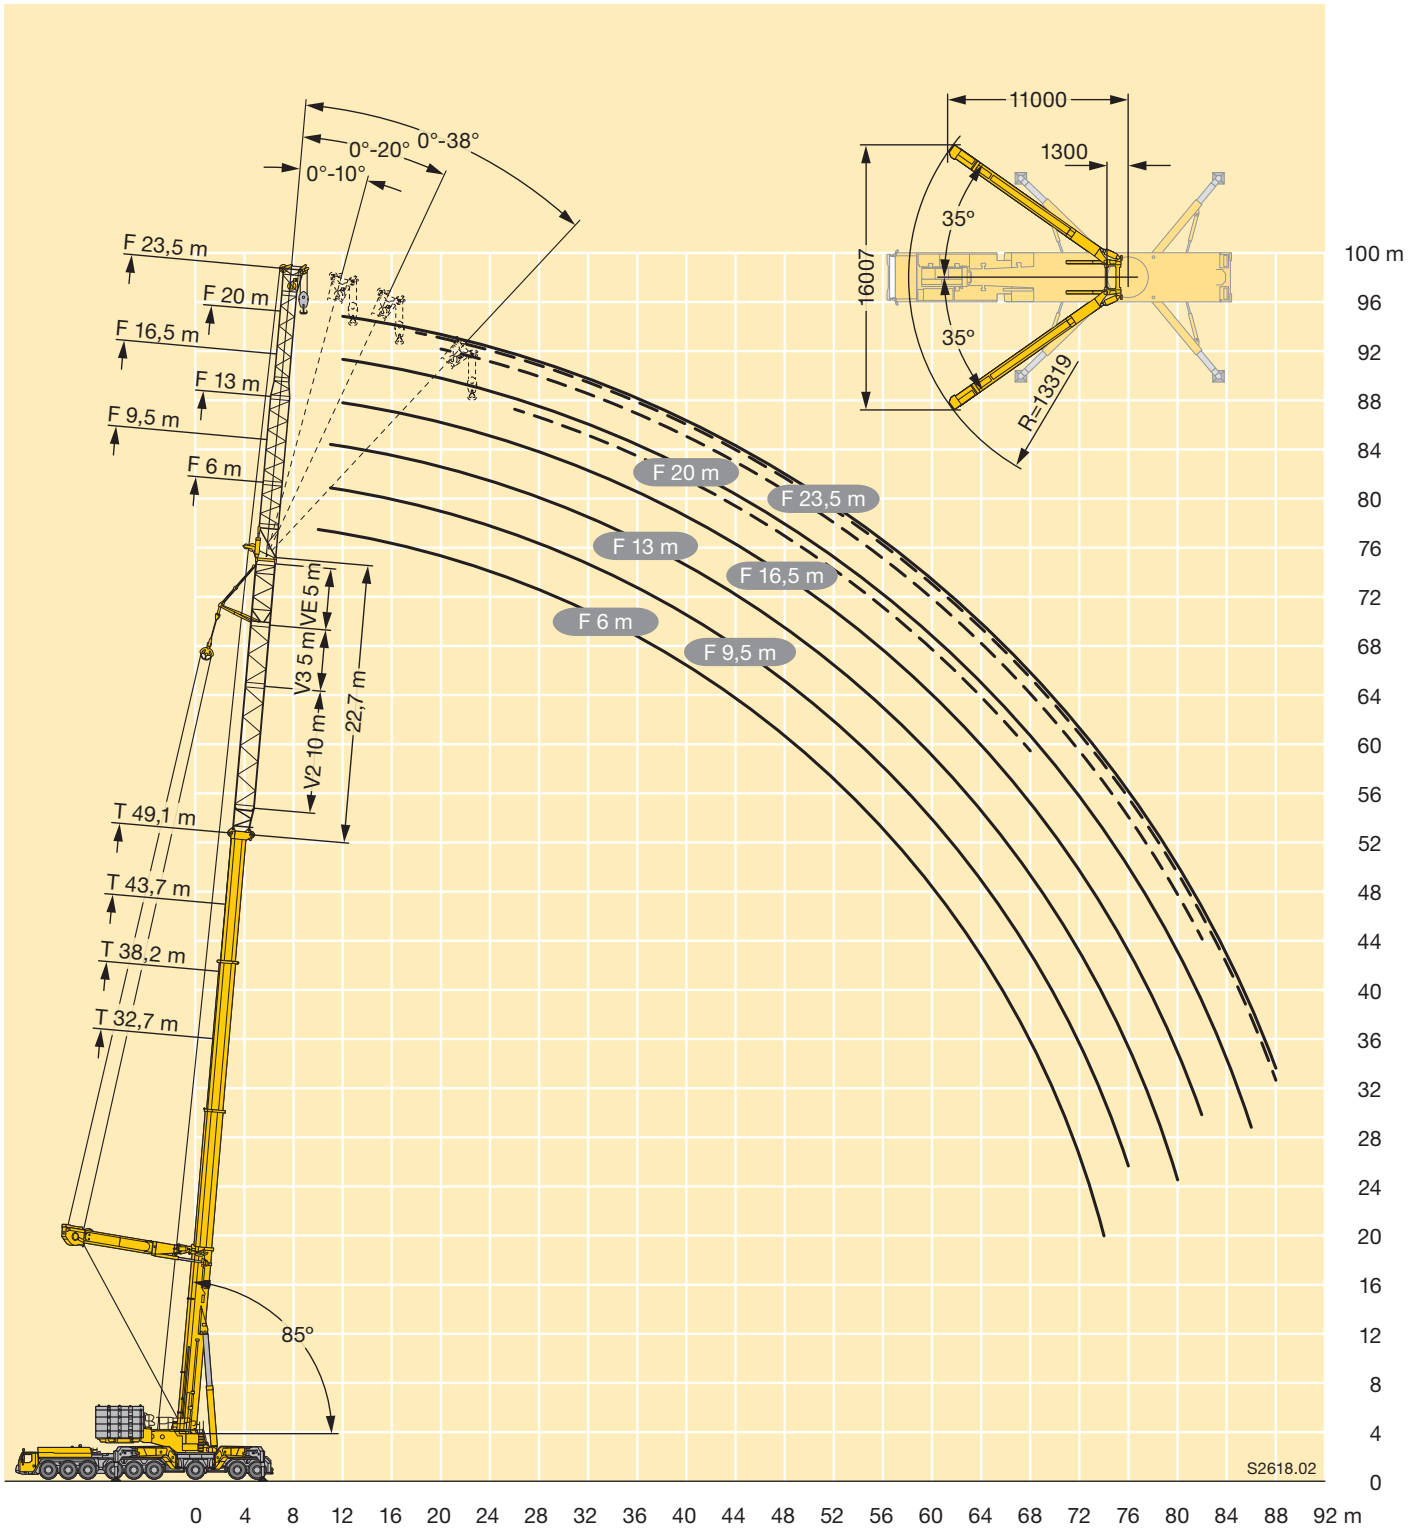 0°-38°
0°-20°
0°-10°
F 23,5 m
F 20 m
F 16,5 m
F 13 m
F 9,5 m
F 6 m
11000
1300
35º
16007
35º
R=13319
F 20 m
F 23,5 m
F 13 m
F 16,5 m
F 6 m
F 9,5 m
VE 5 m
V3 5 m
V2 10 m
22,7 m
T 49,1 m
T 43,7 m
T 38,2 m
T 32,7 m
85º
100 m
96
92
88
84
80
76
72
68
64
60
56
52
48
44
40
36
32
28
24
20
16
12
8
4
0
S2618.02
0 4 8 12 16 20 24 28 32 36 40 44 48 52 56 60 64 68 72 76 80 84 88 92 m